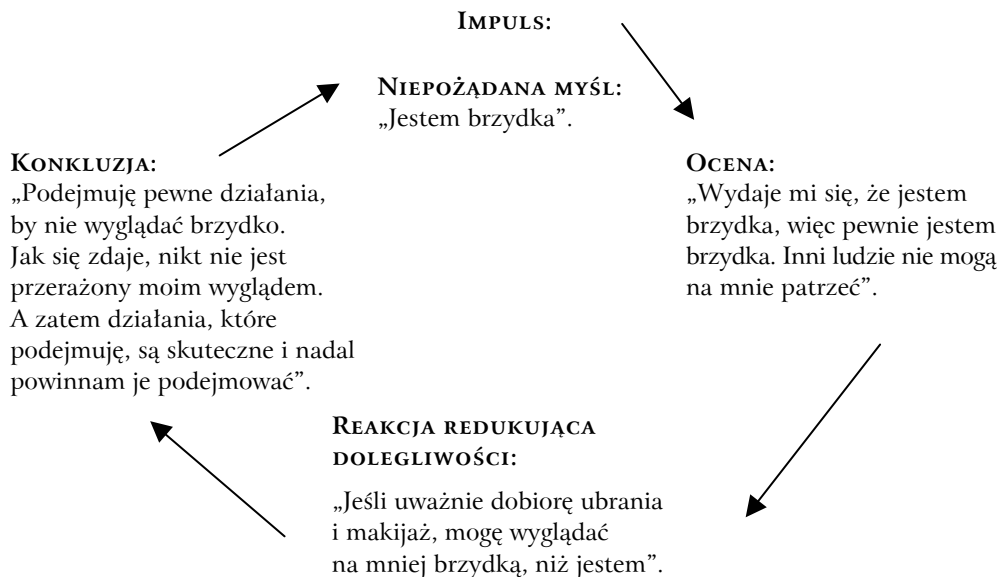 IMPULS:
NIEPOŻĄDANA MYŚL:
„Jestem brzydka”.
OCENA:
„Wydaje mi się, że jestem
brzydka, więc pewnie jestem
brzydka. Inni ludzie nie mogą
na mnie patrzeć”.
REAKCJA REDUKUJĄCA
DOLEGLIWOŚCI:
„Jeśli uważnie dobiorę ubrania
i makijaż, mogę wyglądać
na mniej brzydką, niż jestem”.
KONKLUZJA:
„Podejmuję pewne działania,
by nie wyglądać brzydko.
Jak się zdaje, nikt nie jest
przerażony moim wyglądem.
A zatem działania, które
podejmuję, są skuteczne i nadal
powinnam je podejmować”.